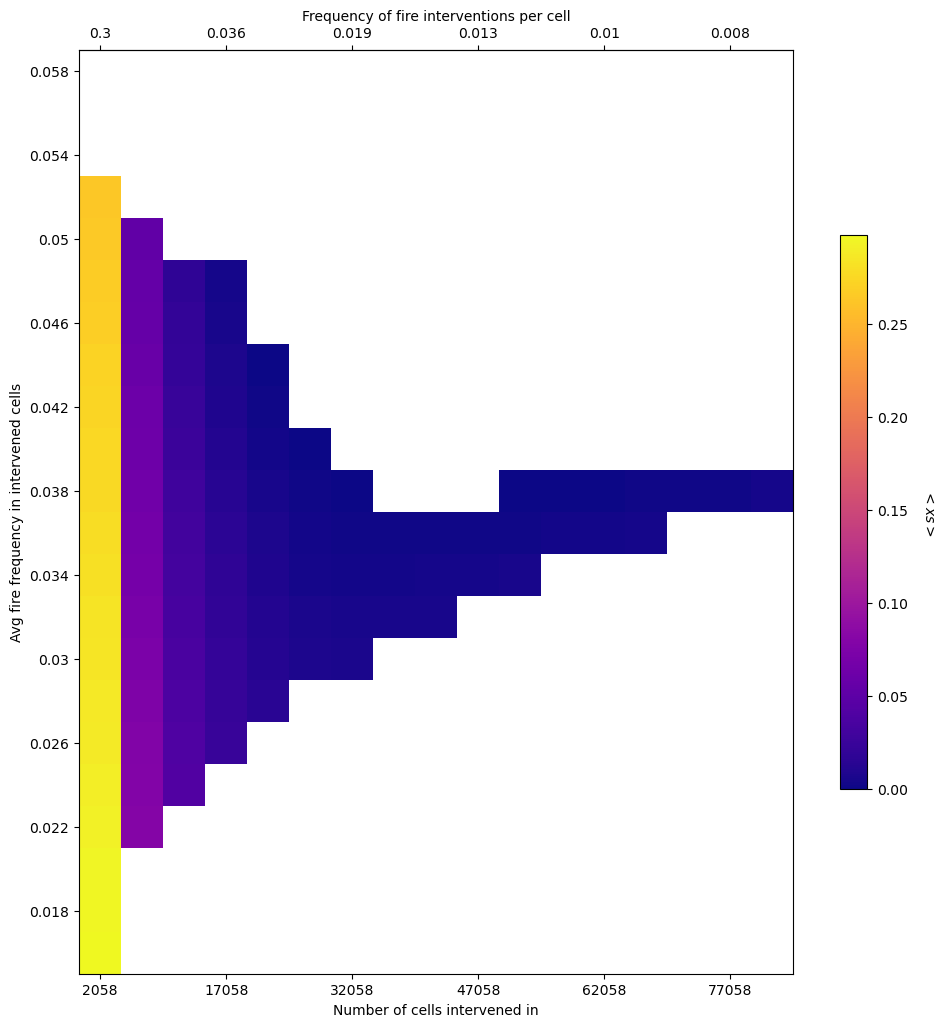 Frequency of fire interventions per cell
0.3 0.036 0.019 0.013 0.01 0.008
0.058
0.054
0.05
0.046
0.042
0.038
0.034
0.03
0.026
0.022
0.018
Avg fire frequency in intervened cells
2058 17058 32058 47058 62058 77058
Number of cells intervened in
0.25
0.20
0.15
0.10
0.05
0.00
< sx >